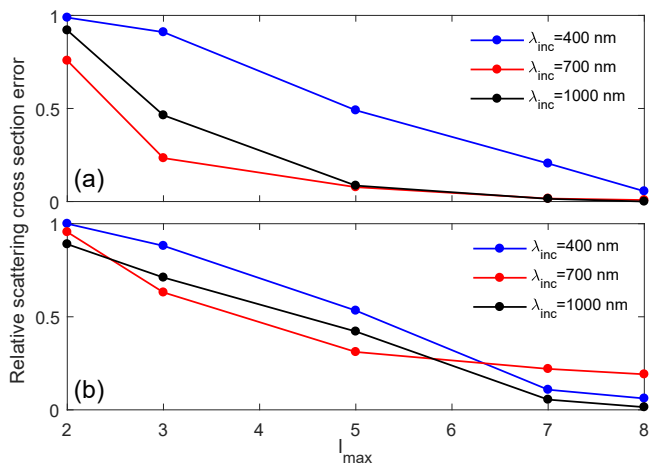 Relative scattering cross section error
1
0.5
0
(a)
λinc=400 nm
λinc=700 nm
λinc=1000 nm
1
0.5
0
(b)
λinc=400 nm
λinc=700 nm
λinc=1000 nm
2 3 4 5 6 7 8
lmax